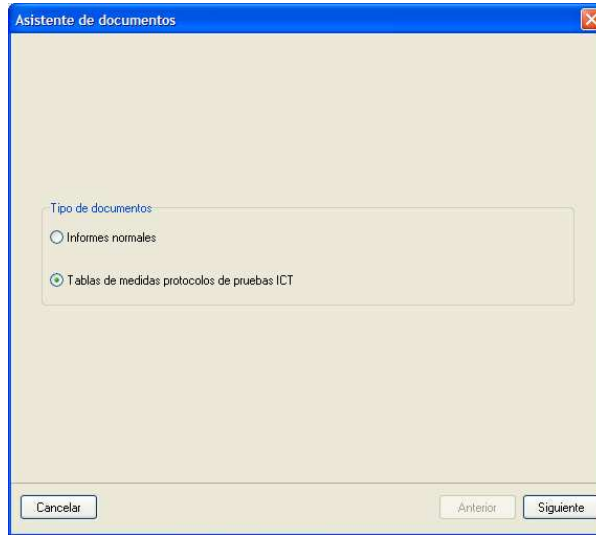 Asistente de documentos
Tipo de documentos
Informes normales
Tablas de medidas protocolos de pruebas ICT
Cancelar
Anterior
Siguiente